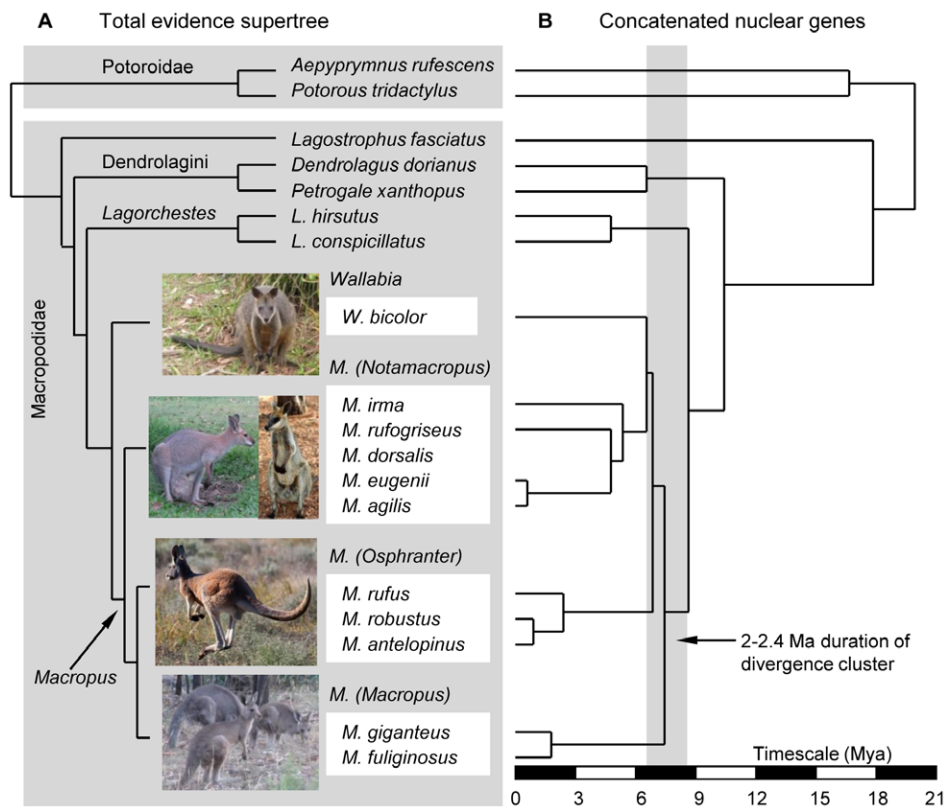 A Total evidence supertree
B Concatenated nuclear genes
Potoroidae
Aepyprymnus rufescens
Potorous tridactylus
Lagostrophus fasciatus
Dendrolagini
Dendrolagus dorianus
Petrogale xanthopus
Lagorchestes
L. hirsutus
L. conspicillatus
Macropodidae
Wallabia
W. bicolor
M. (Notamacropus)
M. irma
M. rufogriseus
M. dorsalis
M. eugenii
M. agilis
M. (Osphranter)
M. rufus
M. robustus
M. antelopinus
Macropus
M. (Macropus)
M. giganteus
M. fuliginosus
2-2.4 Ma duration of
divergence cluster
Timescale (Mya)
0 3 6 9 12 15 18 21